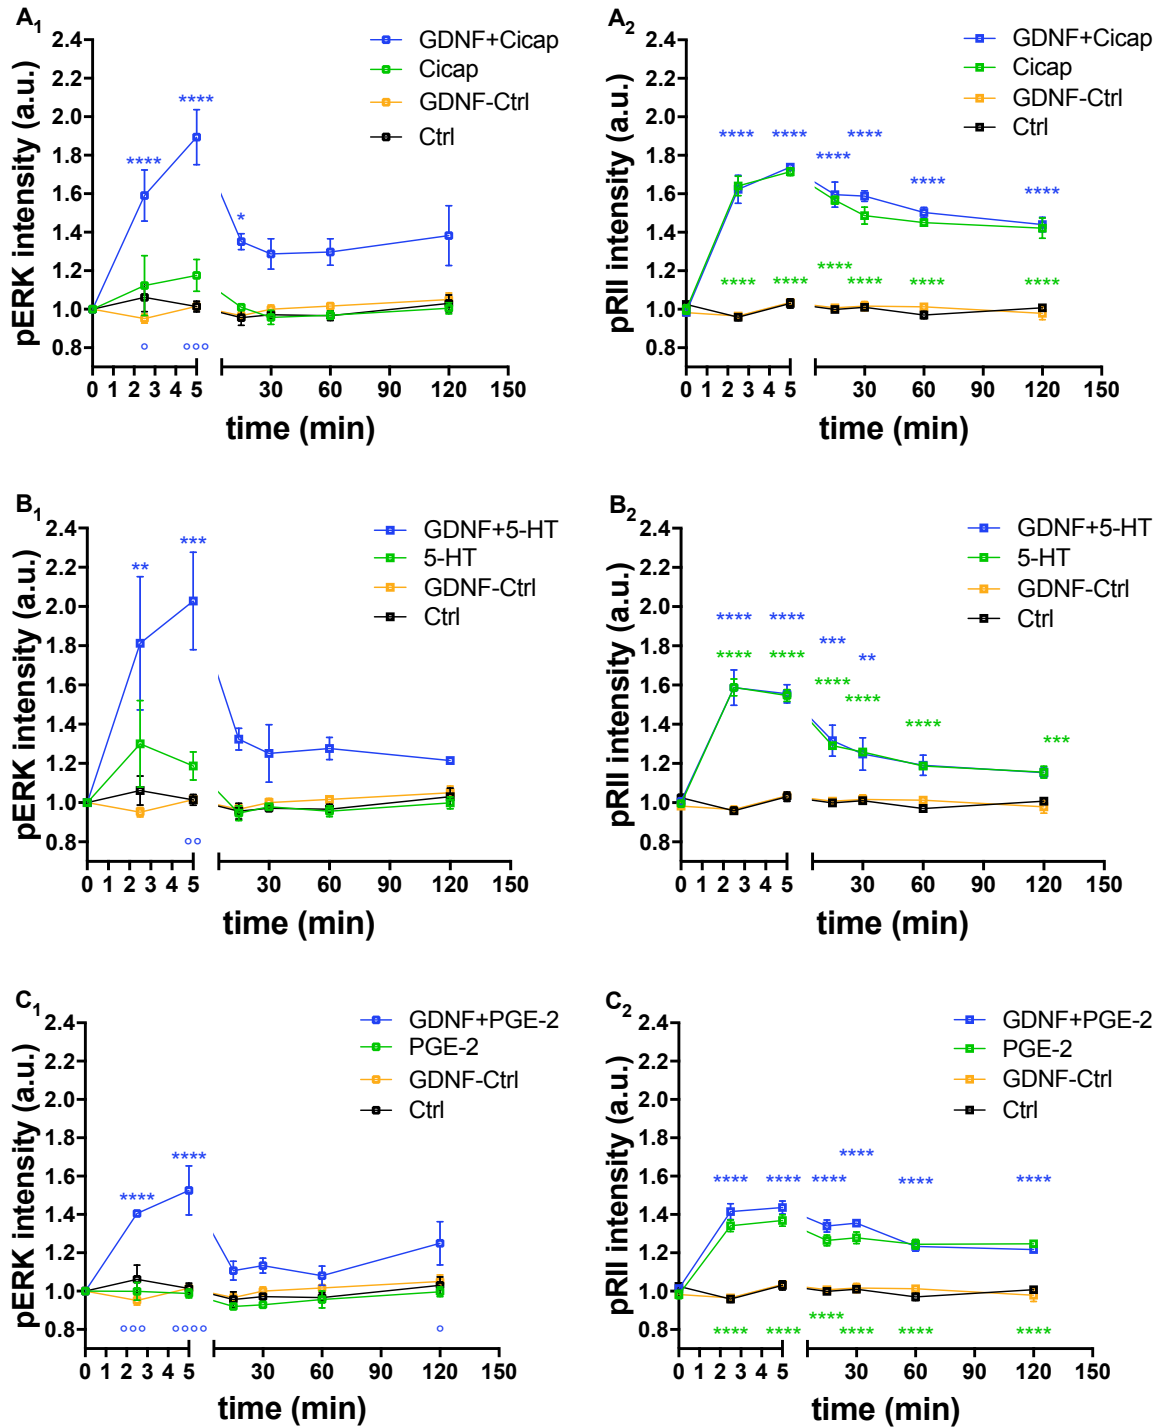 A1
pERK intensity (a.u.)
2.4
2.2
2.0
1.8
1.6
1.4
1.2
1.0
0.8
GDNF+Cicap
Cicap
GDNF-Ctrl
Ctrl
****
****
*
° °°°
0 1 2 3 4 5 30 60 90 120 150
time (min)
A2
pRII intensity (a.u.)
2.4
2.2
2.0
1.8
1.6
1.4
1.2
1.0
0.8
GDNF+Cicap
Cicap
GDNF-Ctrl
Ctrl
**** **** **** **** **** ****
**** **** **** **** **** ****
0 1 2 3 4 5 30 60 90 120 150
time (min)
B1
pERK intensity (a.u.)
2.4
2.2
2.0
1.8
1.6
1.4
1.2
1.0
0.8
GDNF+5-HT
5-HT
GDNF-Ctrl
Ctrl
** ***
°°
0 1 2 3 4 5 30 60 90 120 150
time (min)
B2
pRII intensity (a.u.)
2.4
2.2
2.0
1.8
1.6
1.4
1.2
1.0
0.8
GDNF+5-HT
5-HT
GDNF-Ctrl
Ctrl
**** **** *** **
**** **** **** **** **** ***
0 1 2 3 4 5 30 60 90 120 150
time (min)
C1
pERK intensity (a.u.)
2.4
2.2
2.0
1.8
1.6
1.4
1.2
1.0
0.8
GDNF+PGE-2
PGE-2
GDNF-Ctrl
Ctrl
**** ****
°°° °°°° °
0 1 2 3 4 5 30 60 90 120 150
time (min)
C2
pRII intensity (a.u.)
2.4
2.2
2.0
1.8
1.6
1.4
1.2
1.0
0.8
GDNF+PGE-2
PGE-2
GDNF-Ctrl
Ctrl
**** **** **** **** **** ****
**** **** **** **** **** ****
0 1 2 3 4 5 30 60 90 120 150
time (min)